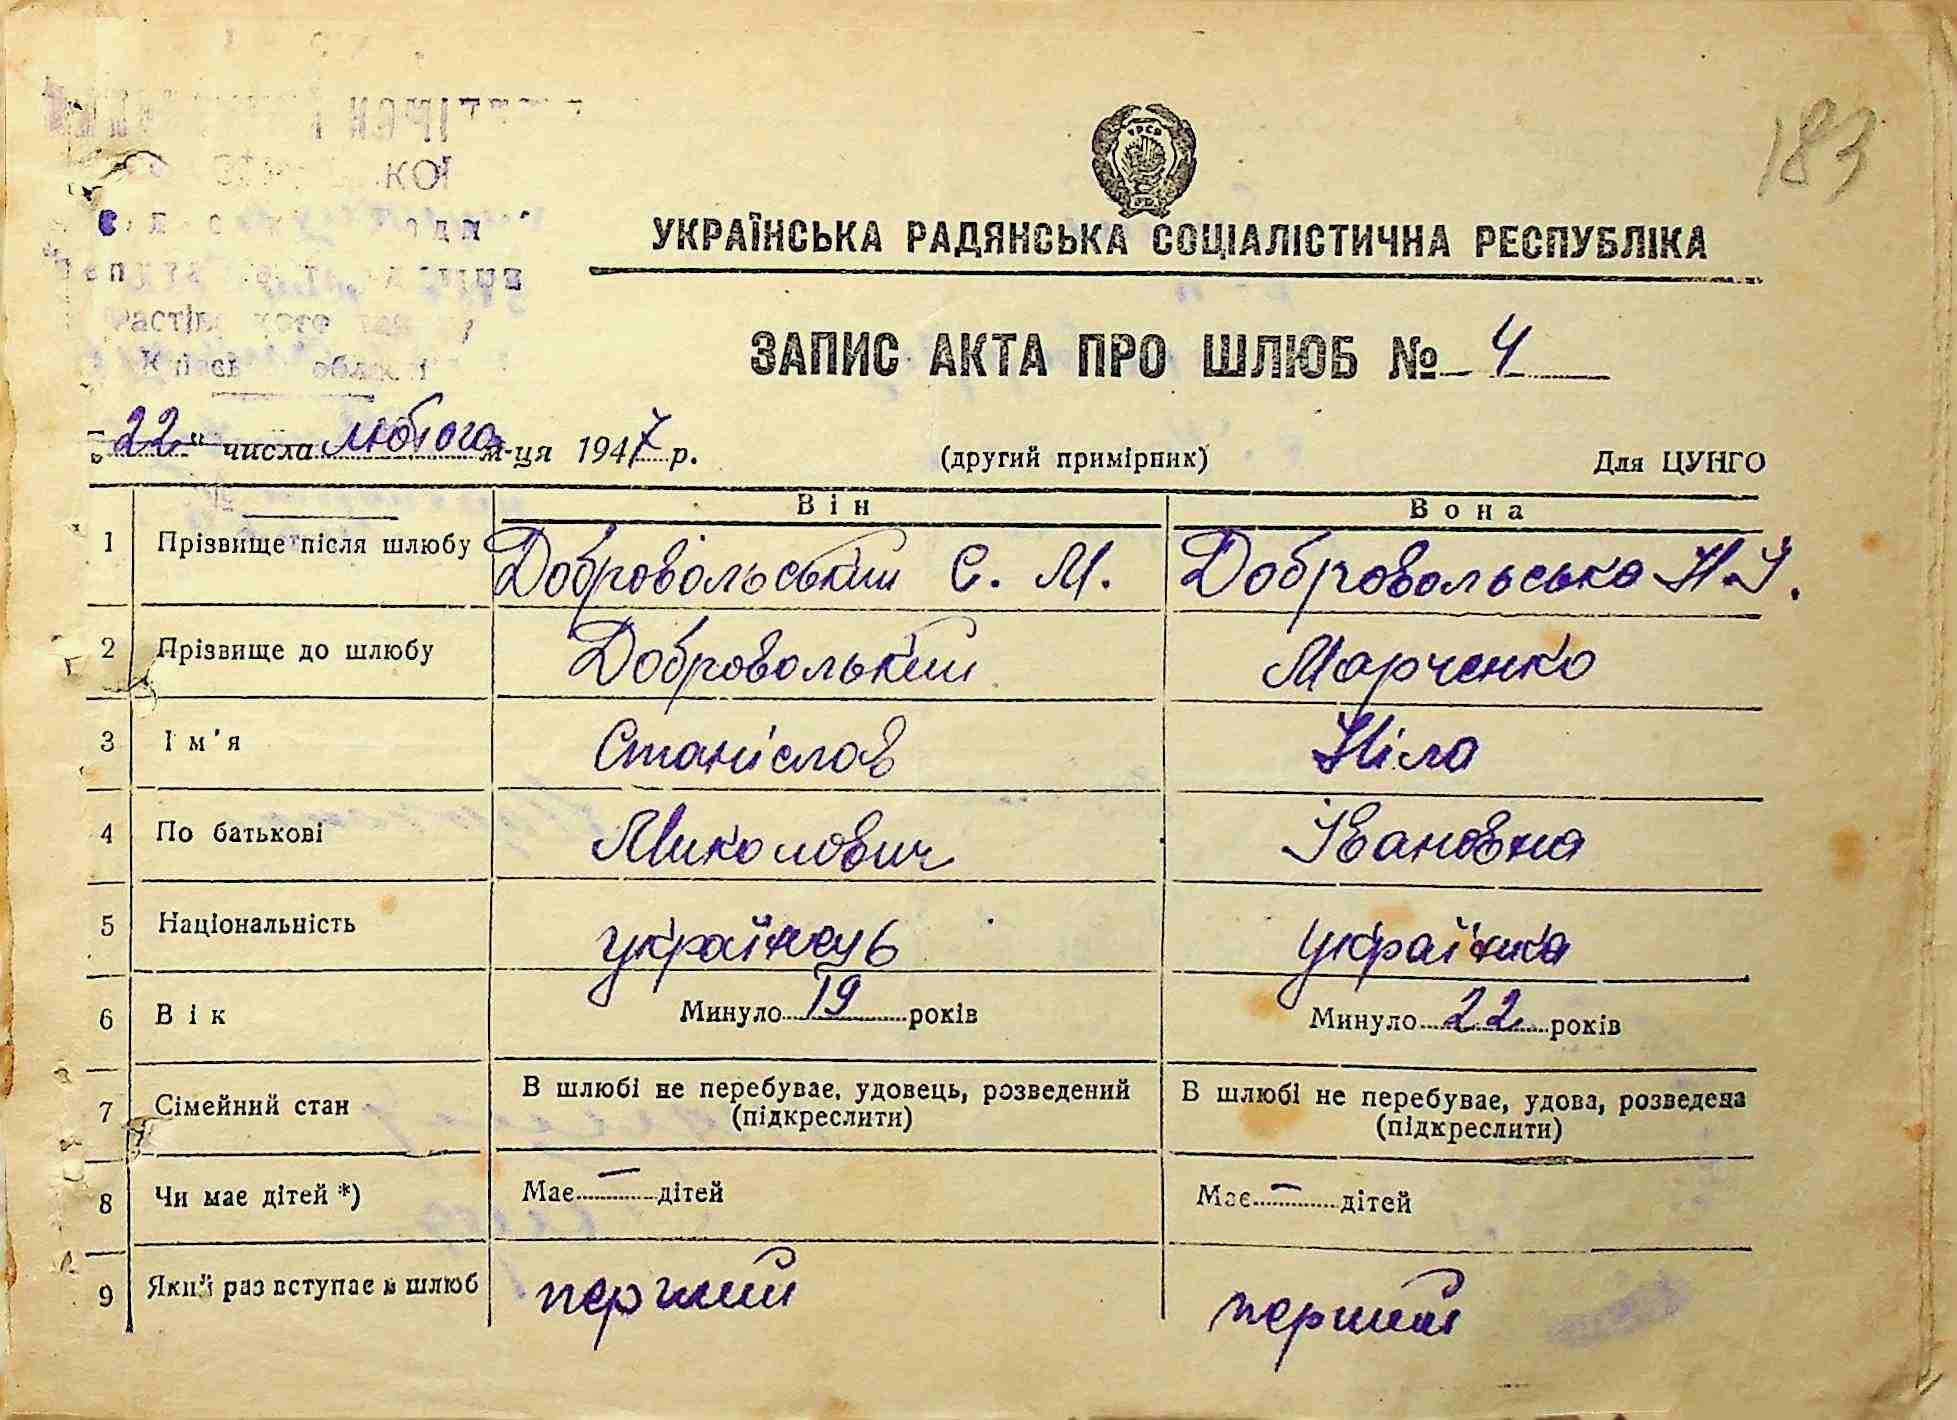 183
УРСР
УКРАЇНСЬКА РАДЯНСЬКА СОЦІАЛІСТИЧНА РЕСПУБЛІКА
ЗАПИС АКТА ПРО ШЛЮБ № 4
"22" числа лютого м-ця 1947 р. (другий примірник) Для ЦУНГО
Він Вона
1 Прізвище після шлюбу Добровольський С. М. Добровольська Н. І.
2 Прізвище до шлюбу Доброволький Марченко
3 Ім'я Станіслав Ніла
4 По батькові Миколович Івановна
5 Національність українець українка
6 Вік Минуло 19 років Минуло 22 років
7 Сімейний стан В шлюбі не перебуває, удовець, розведений В шлюбі не перебуває, удова, розведена
(підкреслити) (підкреслити)
8 Чи має дітей *) Має — дітей Має — дітей
9 Який раз вступає в шлюб перший перший